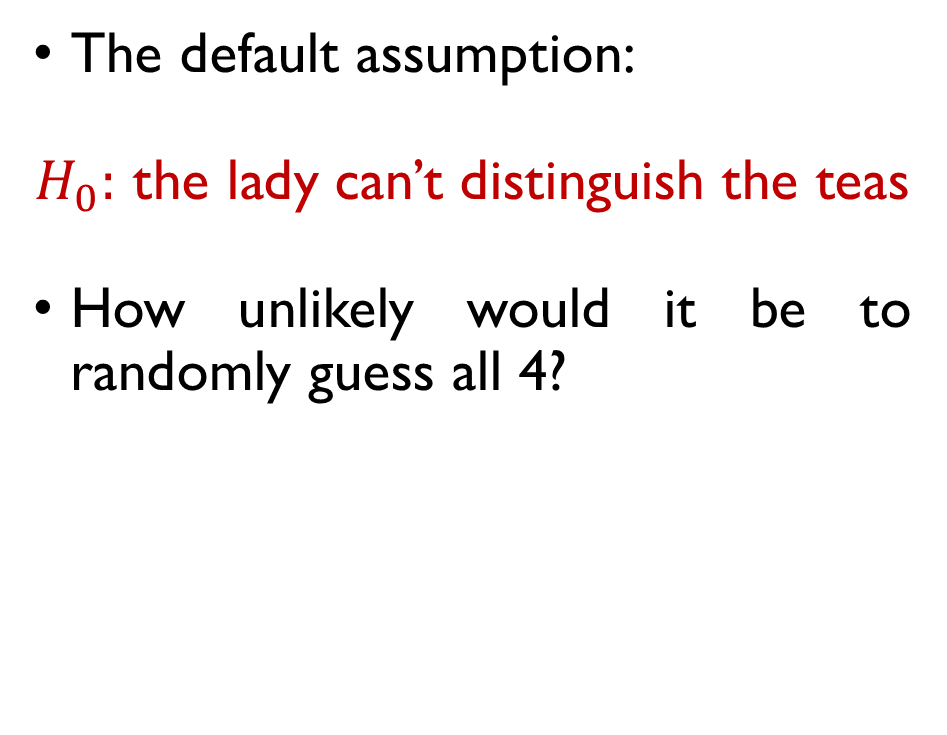 • The default assumption:
H₀: the lady can’t distinguish the teas
• How unlikely would it be to
randomly guess all 4?